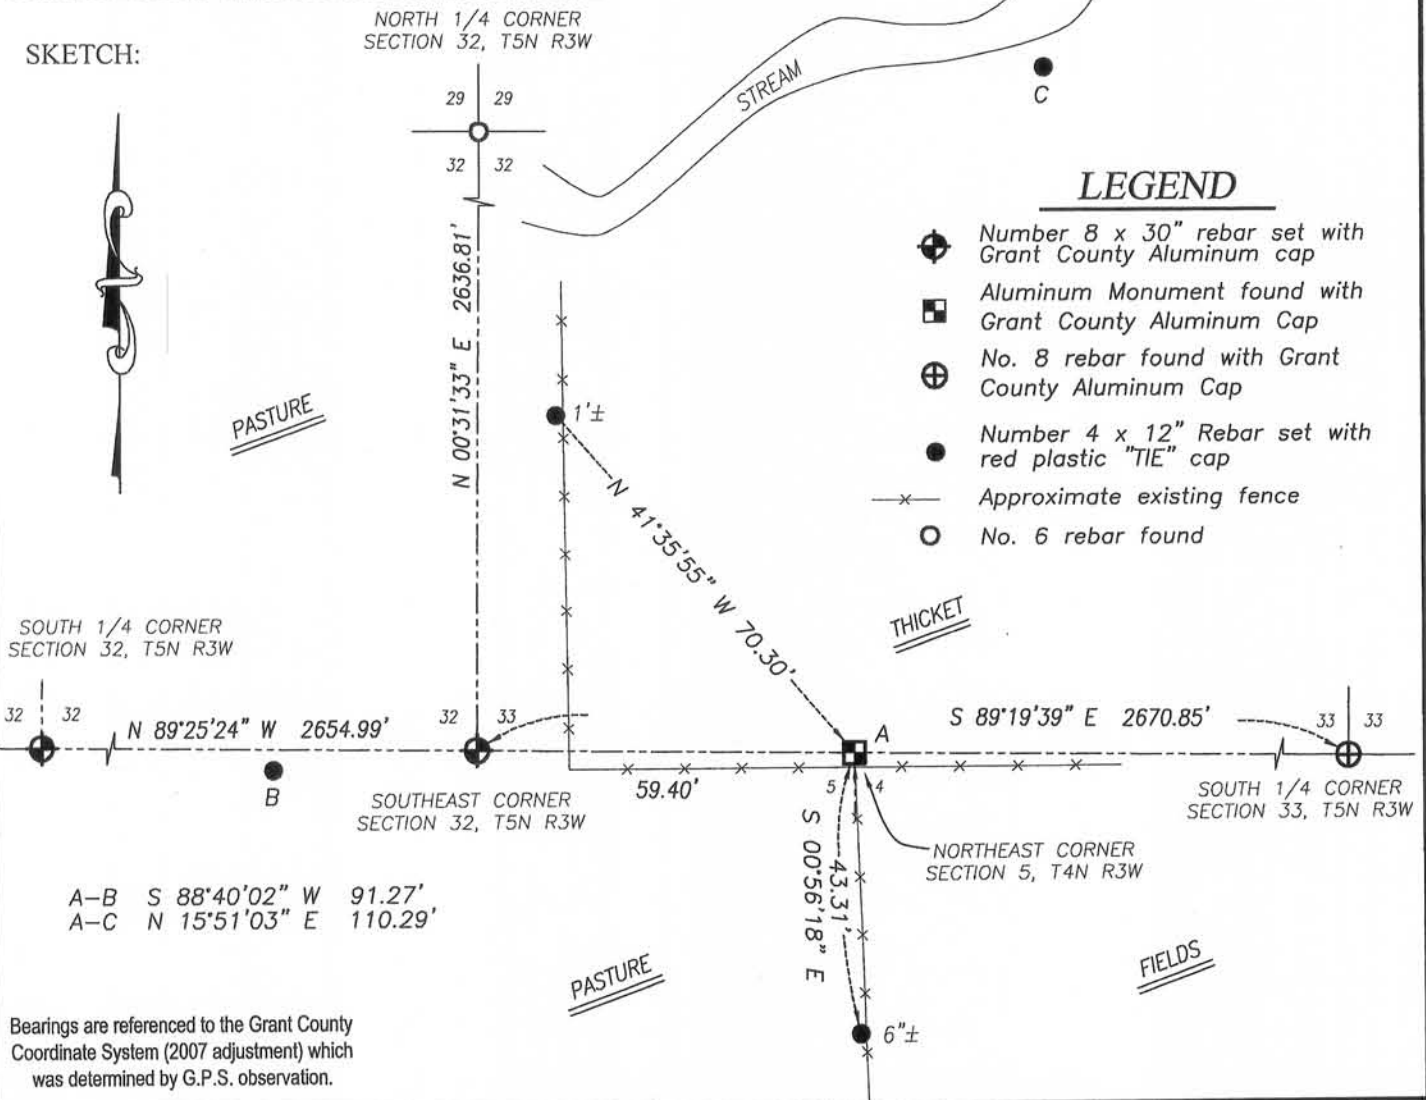 NORTH 1/4 CORNER
SECTION 32, T5N R3W
SKETCH:
29 29
32 32
STREAM
C
LEGEND
Number 8 x 30" rebar set with
Grant County Aluminum cap
Aluminum Monument found with
Grant County Aluminum Cap
No. 8 rebar found with Grant
County Aluminum Cap
Number 4 x 12" Rebar set with
red plastic "TIE" cap
Approximate existing fence
No. 6 rebar found
N 00°31'33" E 2636.81'
PASTURE
1'±
N 41°35'55" W 70.30'
THICKET
SOUTH 1/4 CORNER
SECTION 32, T5N R3W
32 32
N 89°25'24" W 2654.99'
32 33
A
S 89°19'39" E 2670.85'
33 33
B
SOUTHEAST CORNER
SECTION 32, T5N R3W
59.40'
5 4
SOUTH 1/4 CORNER
SECTION 33, T5N R3W
NORTHEAST CORNER
SECTION 5, T4N R3W
S 00°56'18" E
43.31'
A-B S 88°40'02" W 91.27'
A-C N 15°51'03" E 110.29'
PASTURE
FIELDS
6"±
Bearings are referenced to the Grant County
Coordinate System (2007 adjustment) which
was determined by G.P.S. observation.